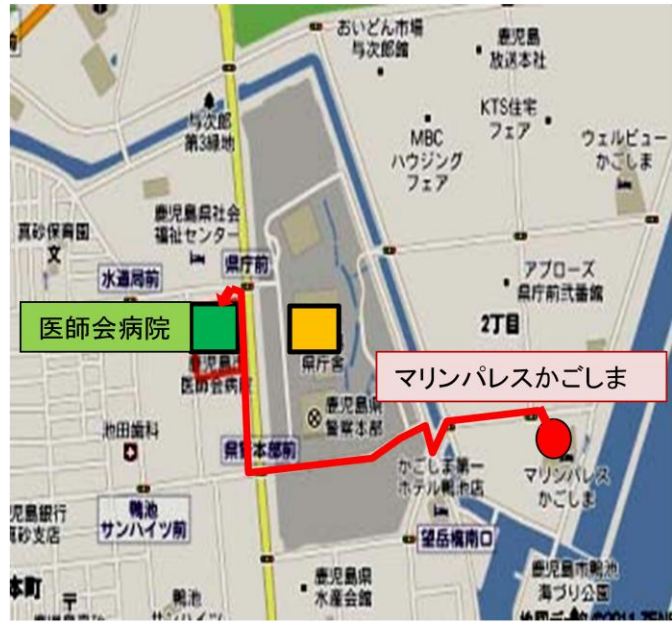 おいどん市場
与次郎館
鹿児島
放送本社
与次郎
第3緑地
MBC
ハウジング
フェア
KTS住宅
フェア
ウェルビュー
かごしま
真砂保育園
文
鹿児島県社会
福祉センター
水道局前
県庁前
アプローズ
県庁前弐番館
医師会病院
2丁目
県庁舎
マリンパレスかごしま
医師会病院
鹿児島県
警察本部
池田歯科
県警本部前
かごしま第一
ホテル鴨池店
マリンパレス
かごしま
鴨池
サンハイツ前
児島銀行
真砂支店
望岳橋南口
鹿児島県
水産会館
鹿児島市鴨池
海づり公園
本町
〒
鴨池